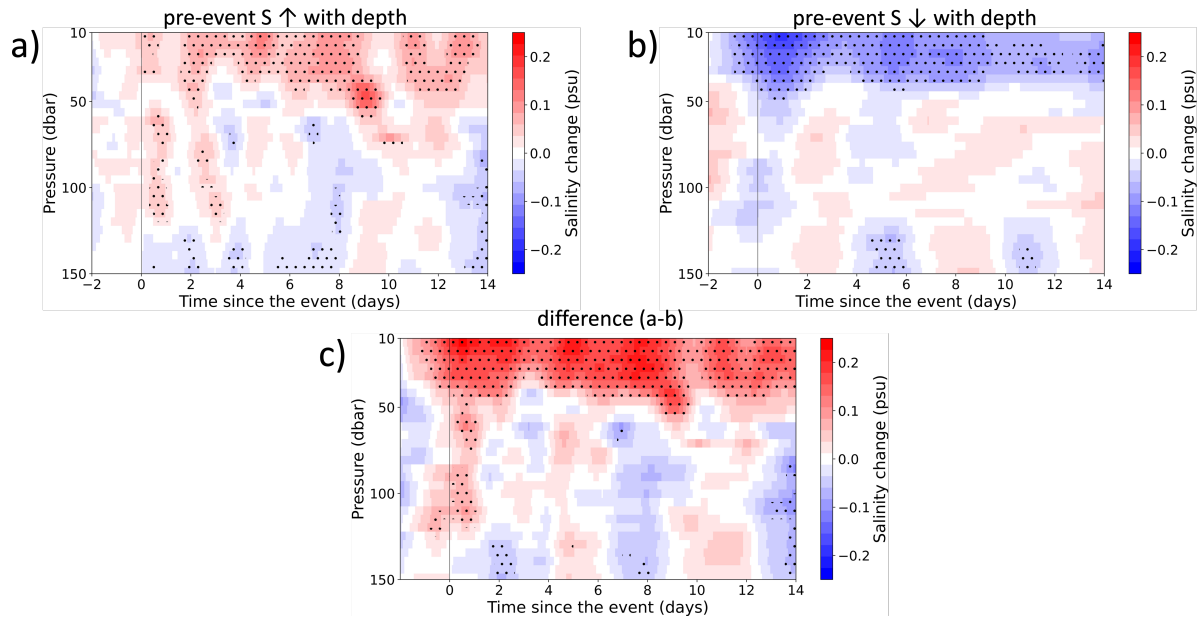 pre-event S ↑ with depth
a)
10
50
100
150
Pressure (dbar)
−2 0 2 4 6 8 10 12 14
Time since the event (days)
0.2
0.1
0.0
−0.1
−0.2
Salinity change (psu)
pre-event S ↓ with depth
b)
10
50
100
150
Pressure (dbar)
−2 0 2 4 6 8 10 12 14
Time since the event (days)
0.2
0.1
0.0
−0.1
−0.2
Salinity change (psu)
difference (a-b)
c)
10
50
100
150
Pressure (dbar)
0 2 4 6 8 10 12 14
Time since the event (days)
0.2
0.1
0.0
−0.1
−0.2
Salinity change (psu)